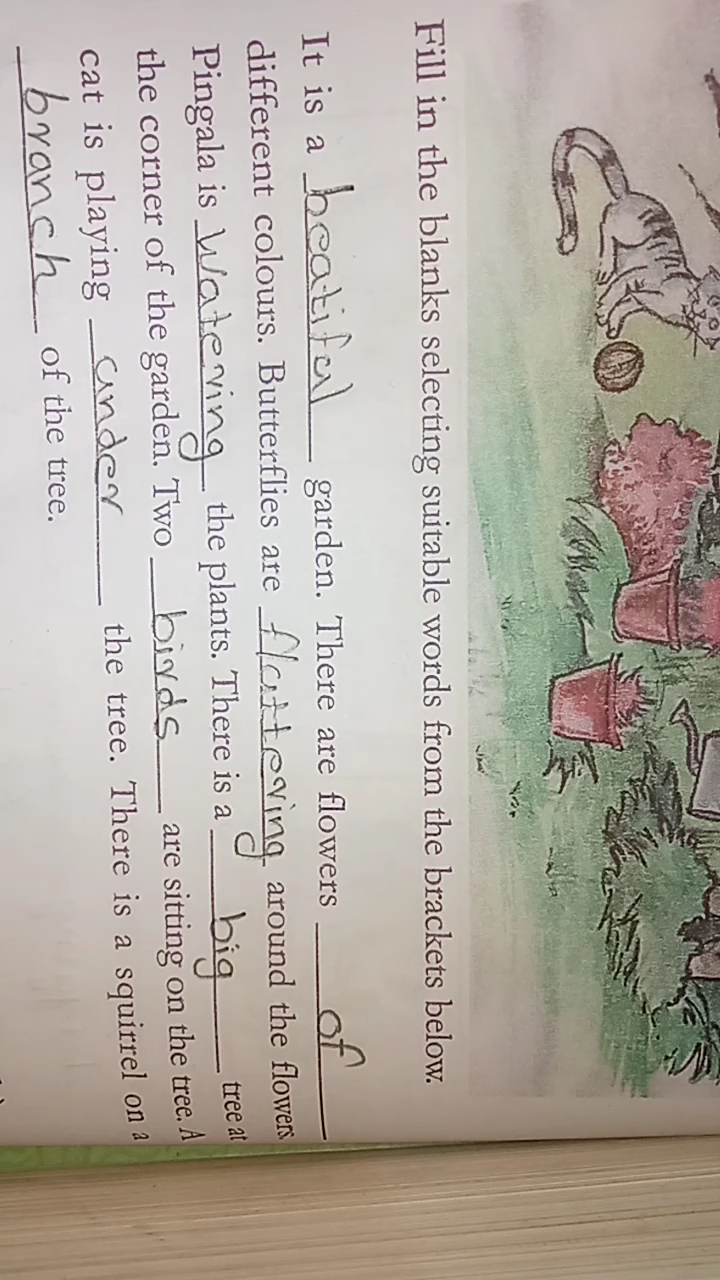 Fill in the blanks selecting suitable words from the brackets below.
It is a beatiful garden. There are flowers of
different colours. Butterflies are fluttering around the flowers.
Pingala is watering the plants. There is a big tree at
the corner of the garden. Two birds are sitting on the tree. A
cat is playing under the tree. There is a squirrel on a
branch of the tree.